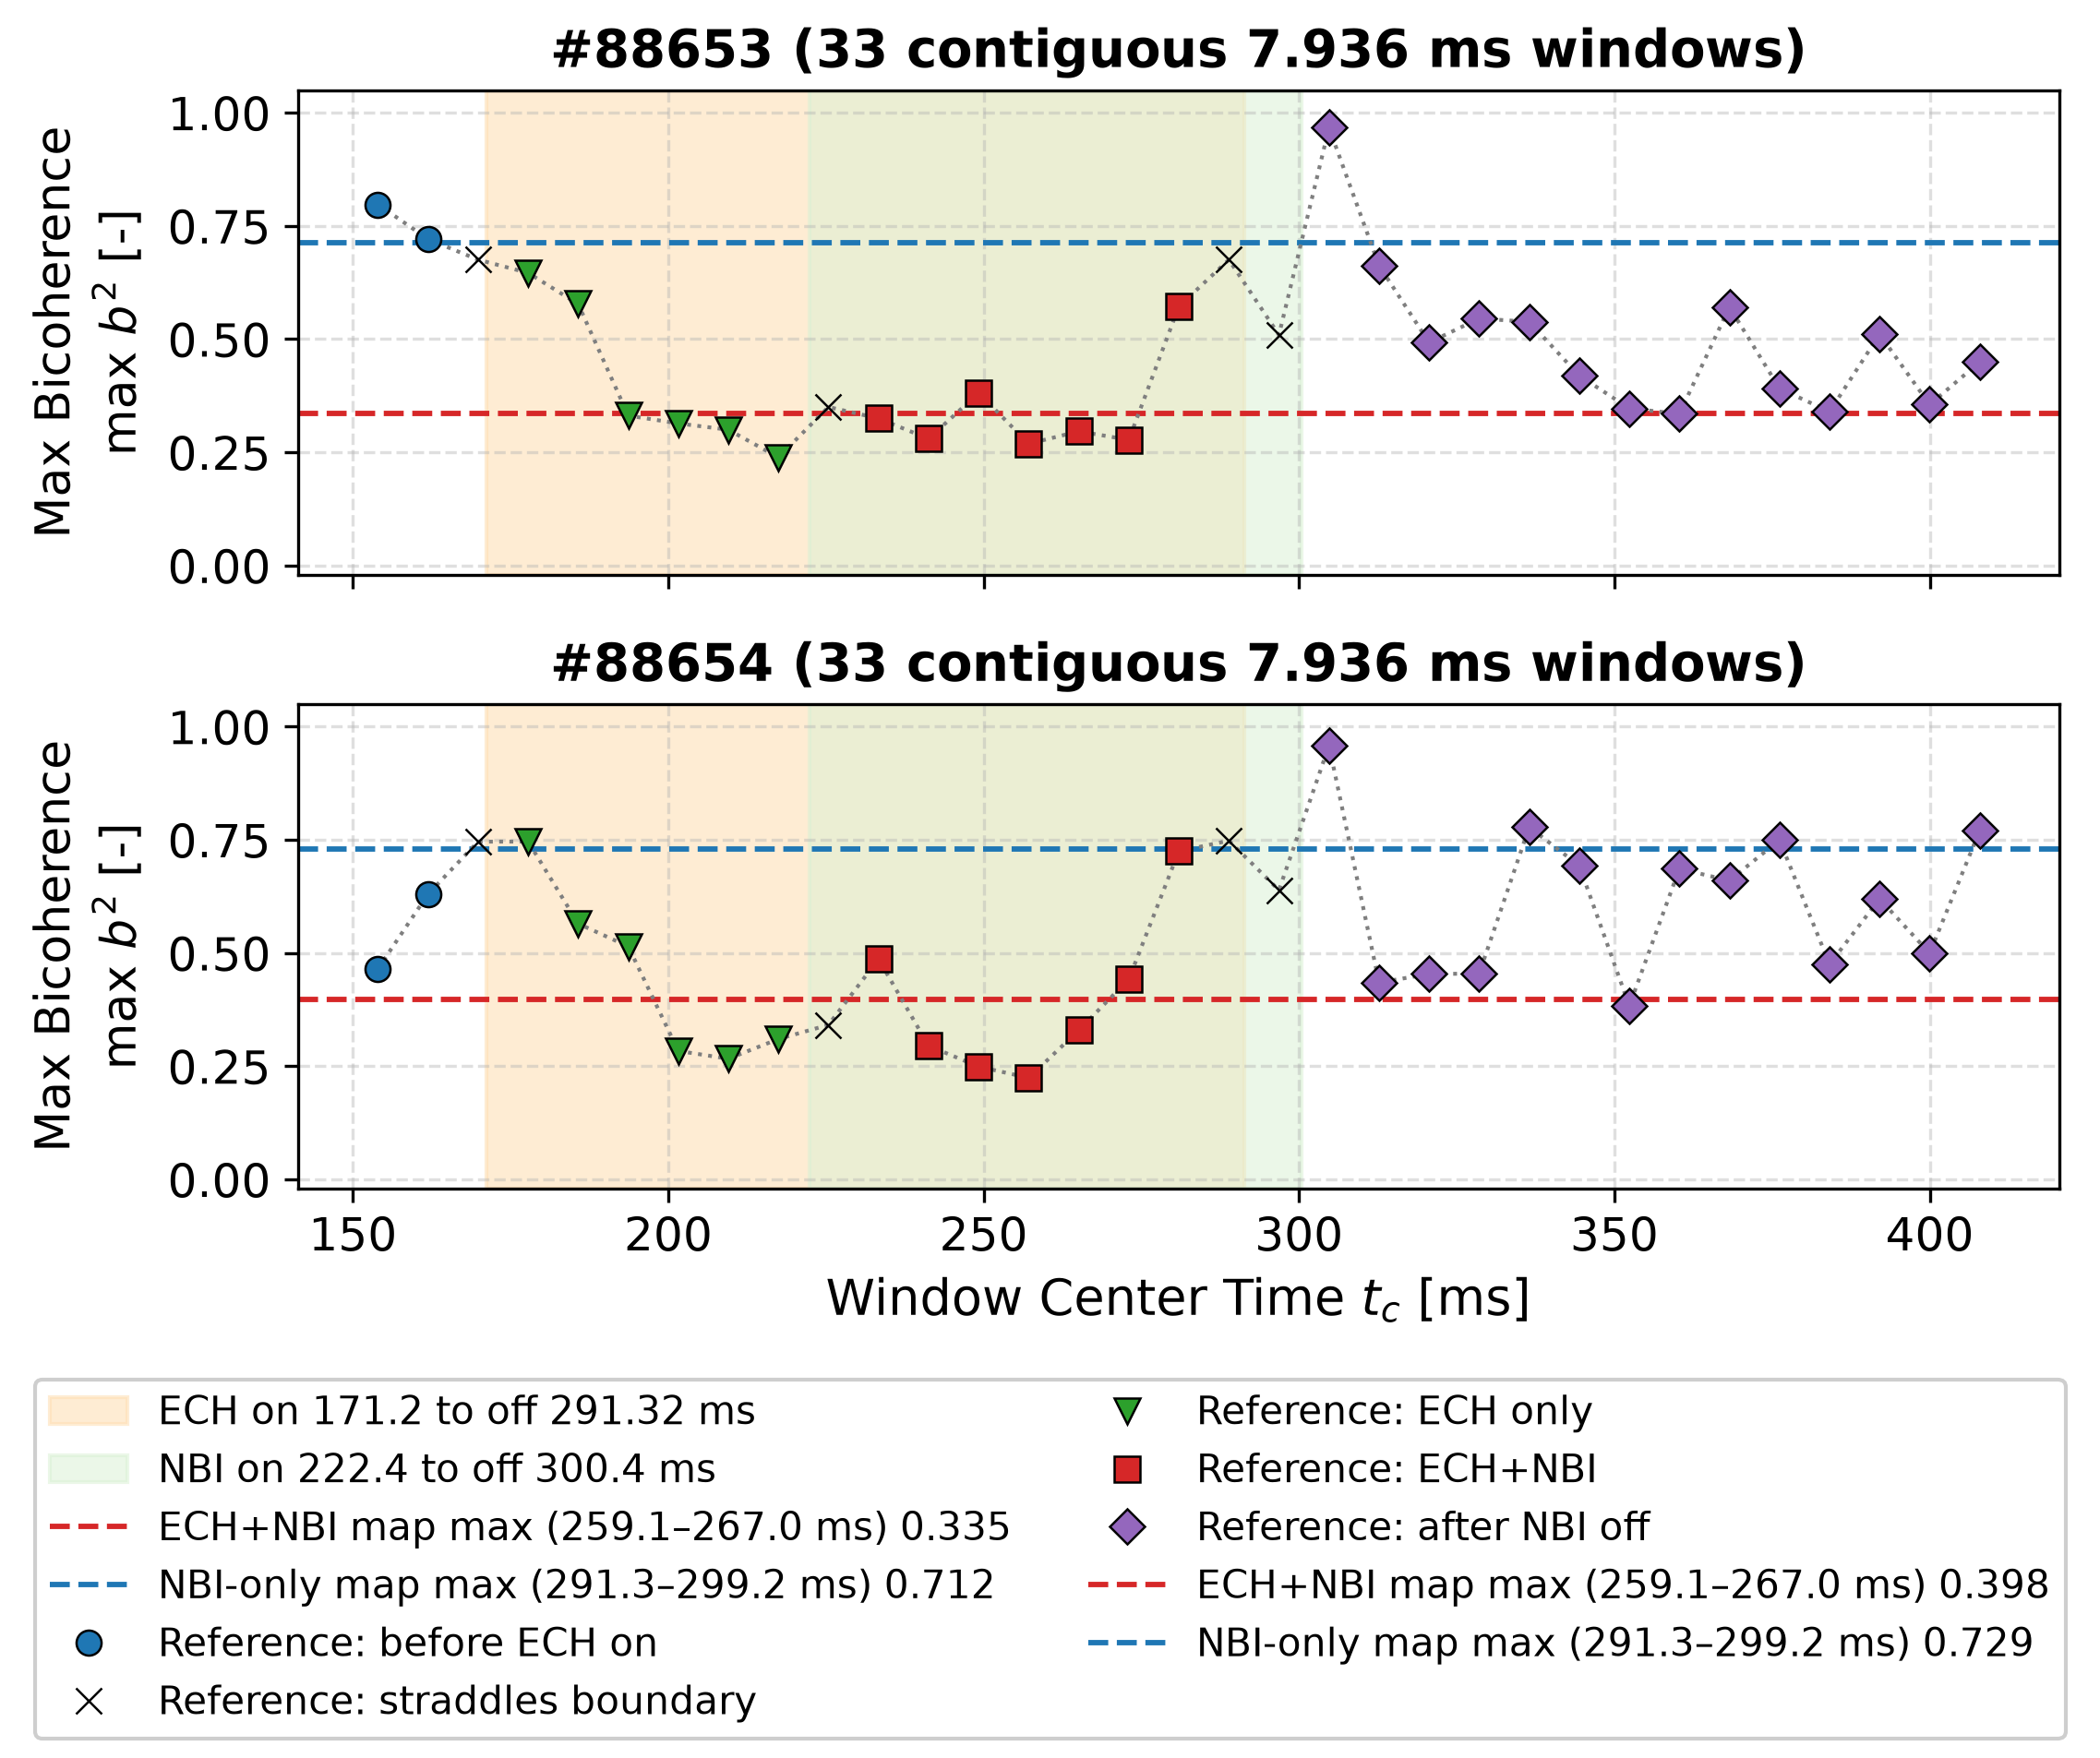 #88653 (33 contiguous 7.936 ms windows)
1.00
0.75
0.50
0.25
0.00
Max Bicoherence
max b² [-]
#88654 (33 contiguous 7.936 ms windows)
1.00
0.75
0.50
0.25
0.00
Max Bicoherence
max b² [-]
150 200 250 300 350 400
Window Center Time t_c [ms]
ECH on 171.2 to off 291.32 ms
NBI on 222.4 to off 300.4 ms
ECH+NBI map max (259.1–267.0 ms) 0.335
NBI-only map max (291.3–299.2 ms) 0.712
Reference: before ECH on
Reference: straddles boundary
Reference: ECH only
Reference: ECH+NBI
Reference: after NBI off
ECH+NBI map max (259.1–267.0 ms) 0.398
NBI-only map max (291.3–299.2 ms) 0.729